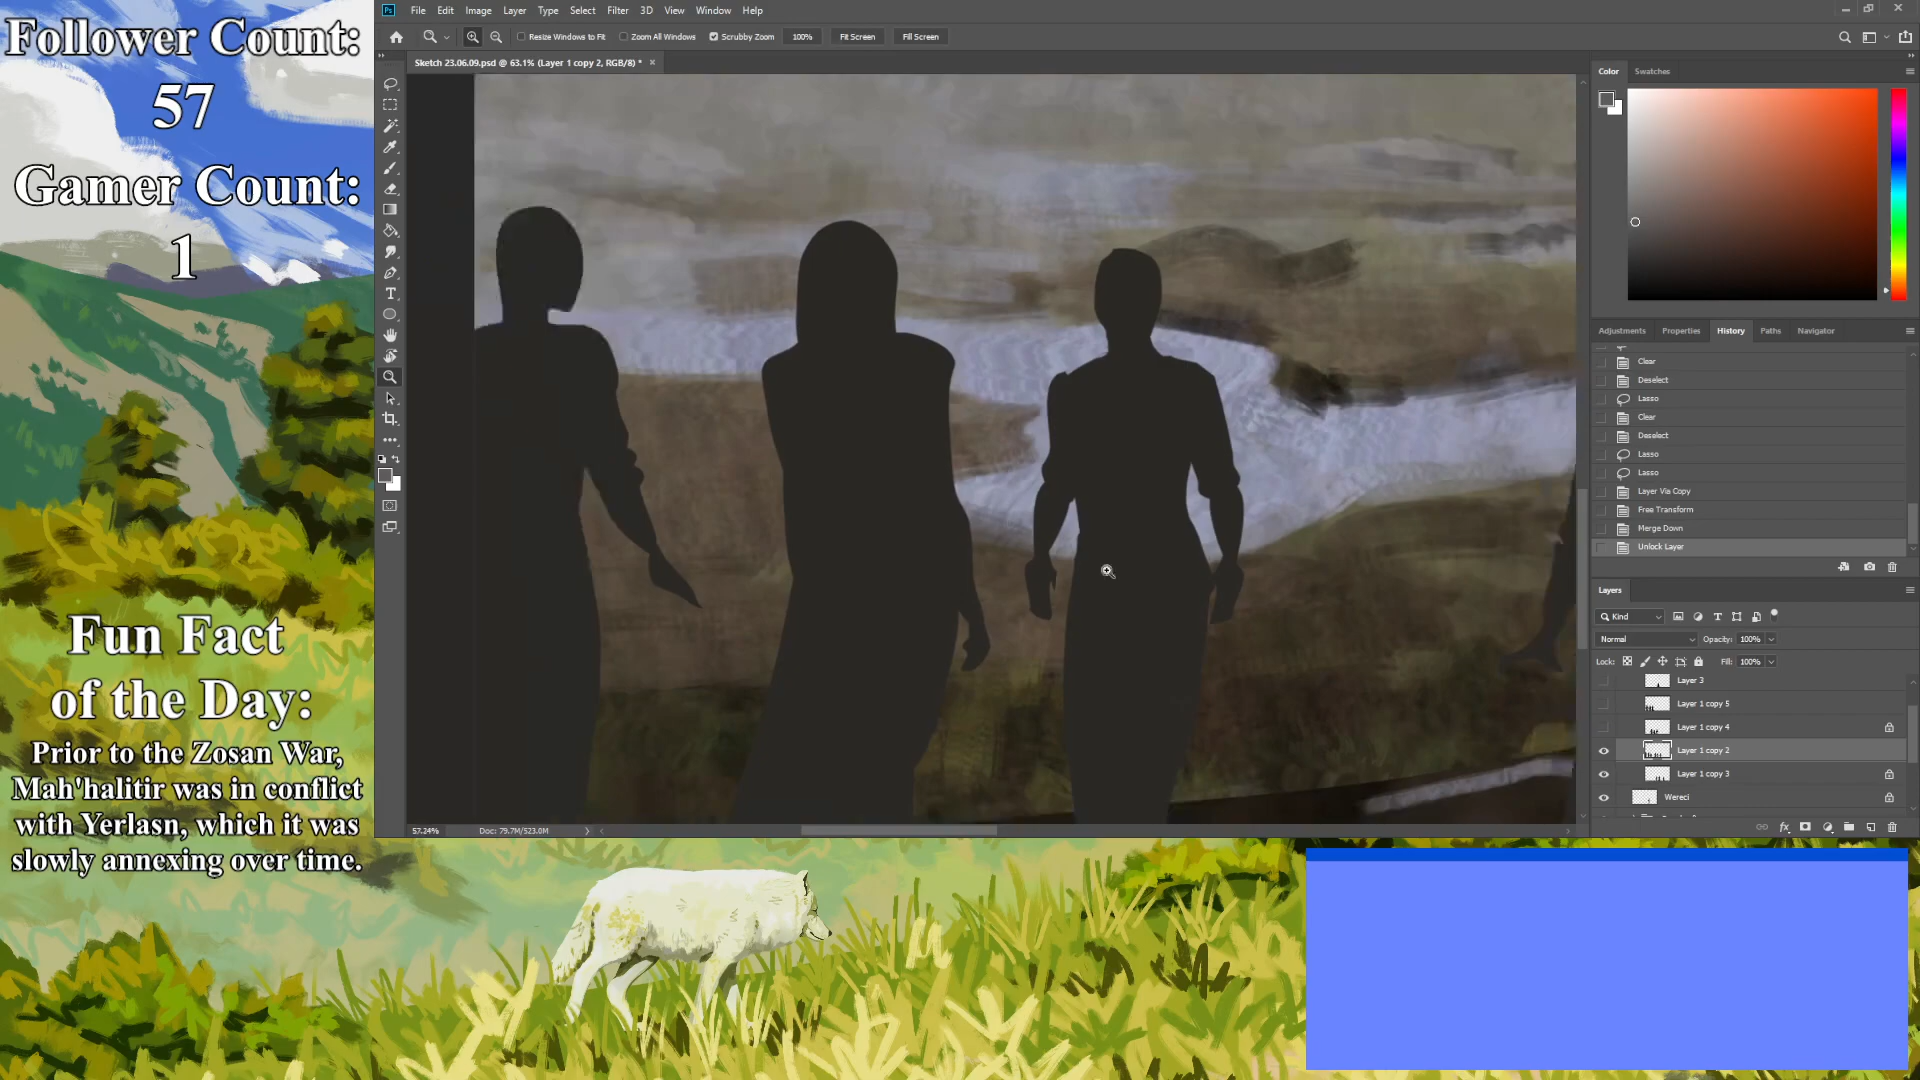 Follower Count:
57
Gamer Count:
1
Fun Fact
of the Day:
Prior to the Zosan War,
Mah'halitir was in conflict
with Yerlasn, which it was
slowly annexing over time.
Ps
File Edit Image Layer Type Select Filter 3D View Window Help
Resize Windows to Fit Zoom All Windows Scrubby Zoom 100% Fit Screen Fill Screen
Sketch 23.06.09.psd @ 63.1% (Layer 1 copy 2, RGB/8) *
57.24% Doc: 79.7M/523.0M
Color Swatches
Adjustments Properties History Paths Navigator
Clear
Deselect
Lasso
Clear
Deselect
Lasso
Lasso
Layer Via Copy
Free Transform
Merge Down
Unlock Layer
Layers
Kind
Normal Opacity: 100%
Lock: Fill: 100%
Layer 3
Layer 1 copy 5
Layer 1 copy 4
Layer 1 copy 2
Layer 1 copy 3
Wereci